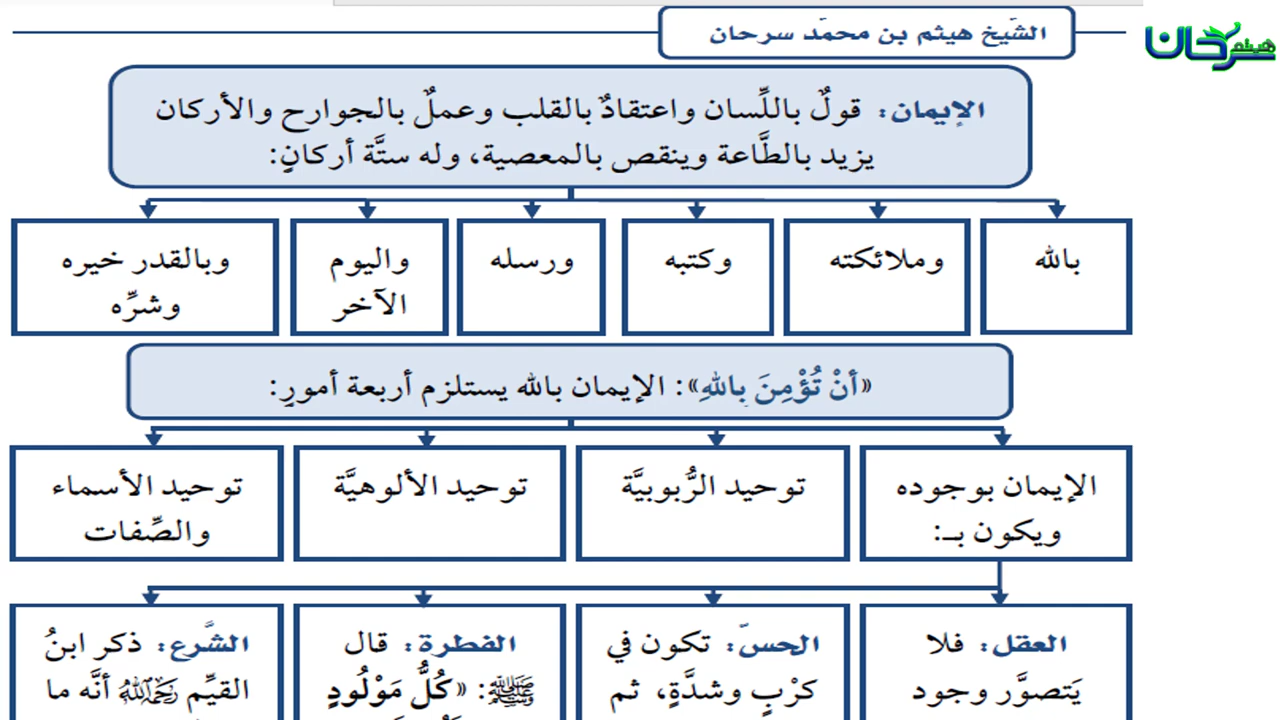 الشّيخ هيثم بن محمّد سرحان
هيثم سرحان
الإيمان: قولٌ باللِّسان واعتقادٌ بالقلب وعملٌ بالجوارح والأركان
يزيد بالطَّاعة وينقص بالمعصية، وله ستَّة أركانٍ:
بالله
وملائكته
وكتبه
ورسله
واليوم
الآخر
وبالقدر خيره
وشرِّه
«أنْ تُؤْمِنَ بِاللهِ»: الإيمان بالله يستلزم أربعة أمورٍ:
الإيمان بوجوده
ويكون بـ:
توحيد الرُّبوبيَّة
توحيد الألوهيَّة
توحيد الأسماء
والصِّفات
العقل: فلا
يَتصوَّر وجود
الحسّ: تكون في
كرْبٍ وشدَّةٍ، ثم
الفطرة: قال
ﷺ: «كُلُّ مَوْلُودٍ
الشَّرع: ذكر ابنُ
القيِّم رَحِمَهُ اللَّهُ أنَّه ما